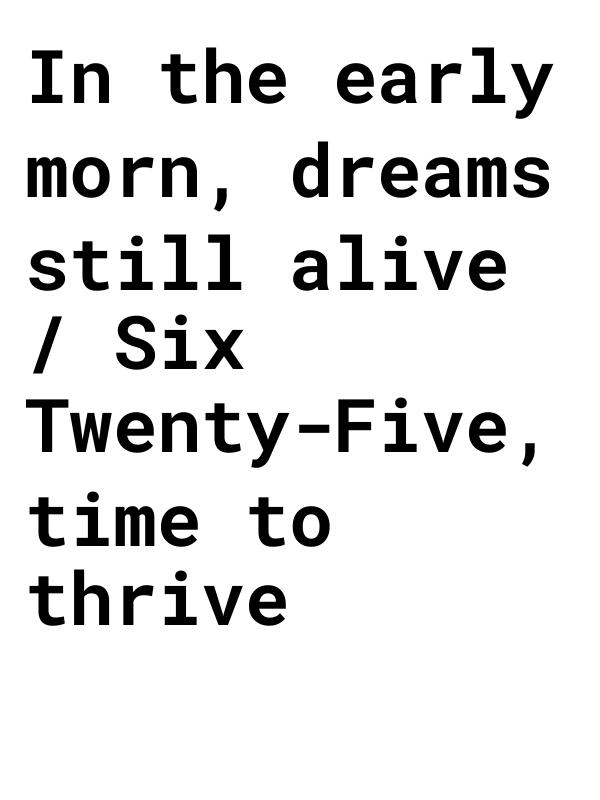 In the early
morn, dreams
still alive
/ Six
Twenty-Five,
time to
thrive